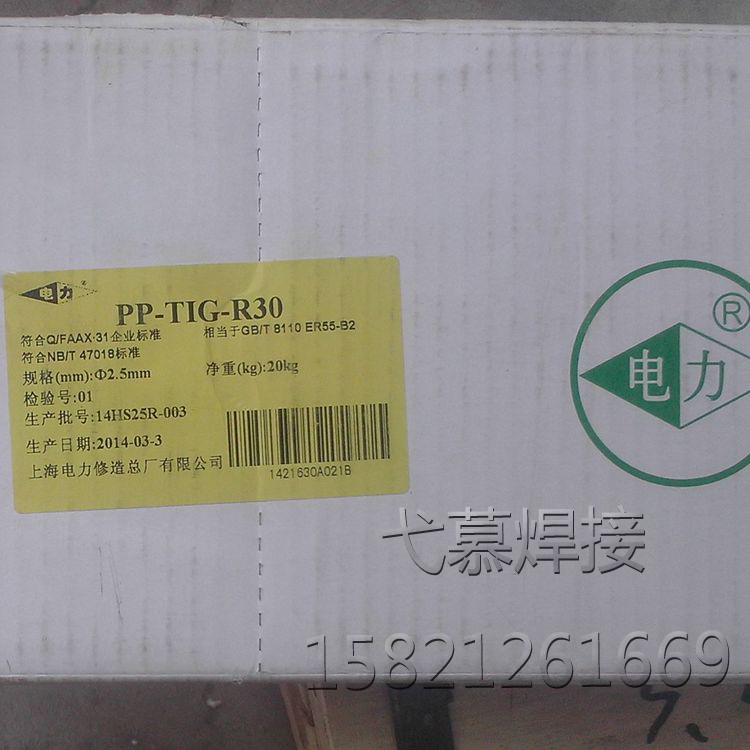 电力
PP-TIG-R30
符合Q/FAAX·31企业标准 相当于GB/T 8110 ER55-B2
符合NB/T 47018标准
规格(mm):Φ2.5mm 净重(kg):20kg
检验号:01
生产批号:14HS25R-003
生产日期:2014-03-3
上海电力修造总厂有限公司
1421630A021B
®
电力
弋慕焊接
15821261669